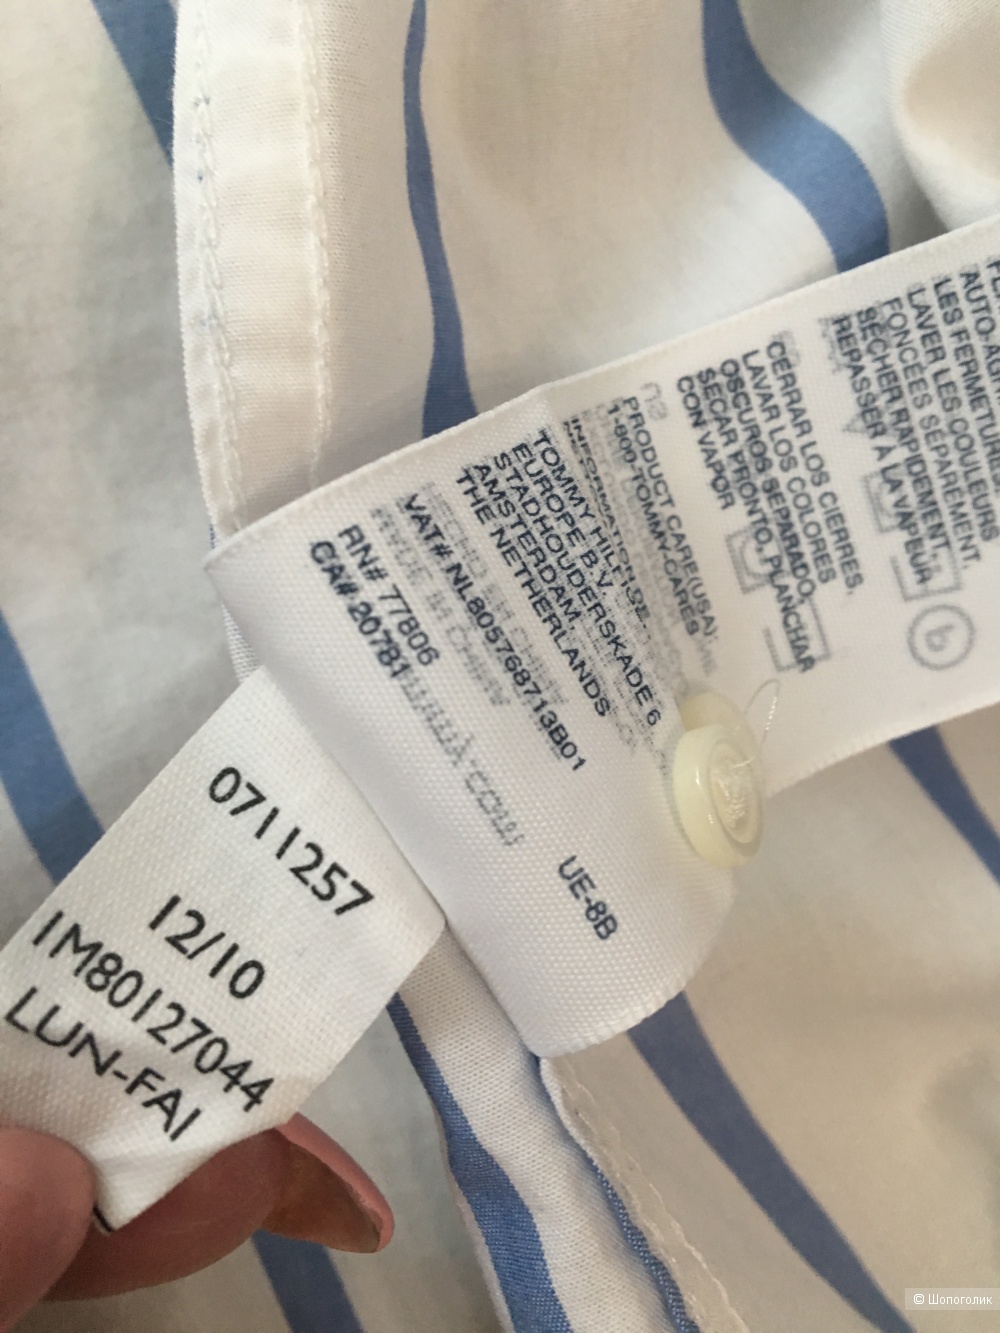 AUTO-
LES FERMETURES
LAVER LES COULEURS
FONCÉES SÉPARÉMENT.
SÉCHER RAPIDEMENT.
REPASSER À LA VAPEUR
CERRAR LOS CIERRES.
LAVAR LOS COLORES
OSCUROS SEPARADO.
SECAR PRONTO. PLANCHAR
CON VAPOR
PRODUCT CARE(USA):
1-800-TOMMY-CARES
TOMMY HILFIGER
EUROPE B.V.
STADHOUDERSKADE 6
AMSTERDAM,
THE NETHERLANDS
VAT# NL805768713B01
RN# 77806
CA# 20781
UE-8B
0711257
12/10
1M80127044
LUN-FAI
© Шопоголик